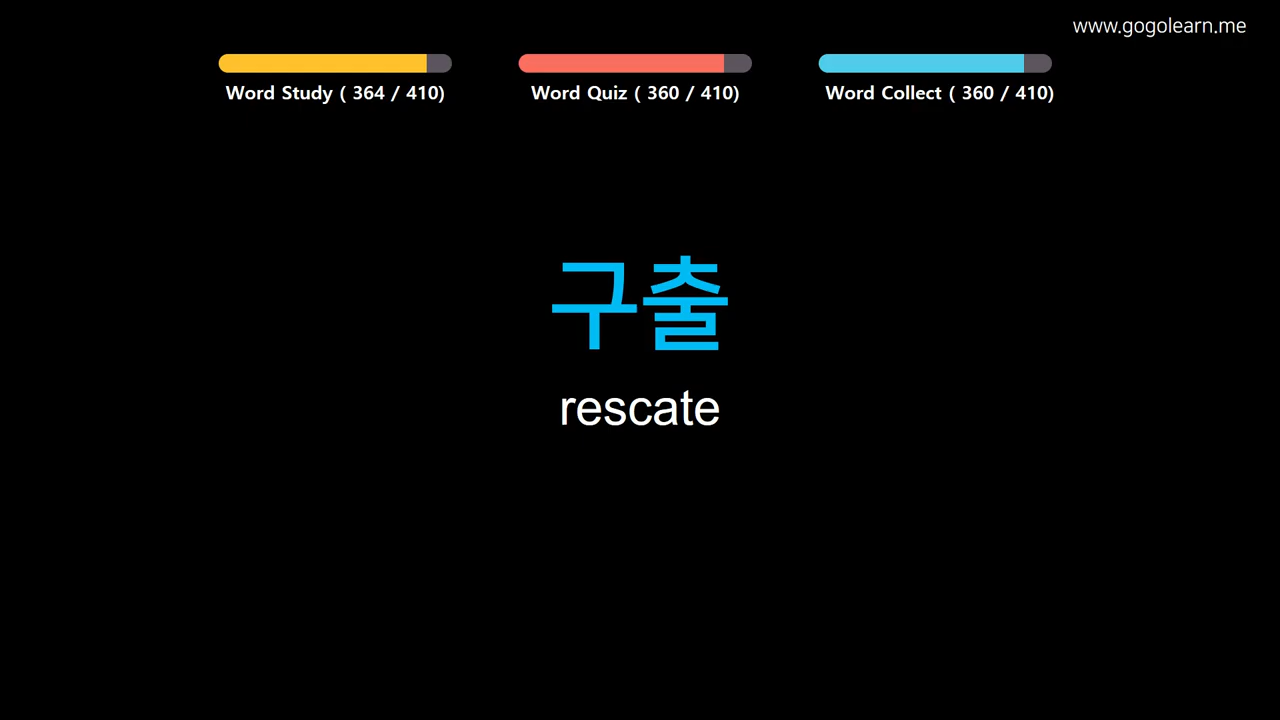 www.gogolearn.me
Word Study ( 364 / 410)
Word Quiz ( 360 / 410)
Word Collect ( 360 / 410)
구출
rescate